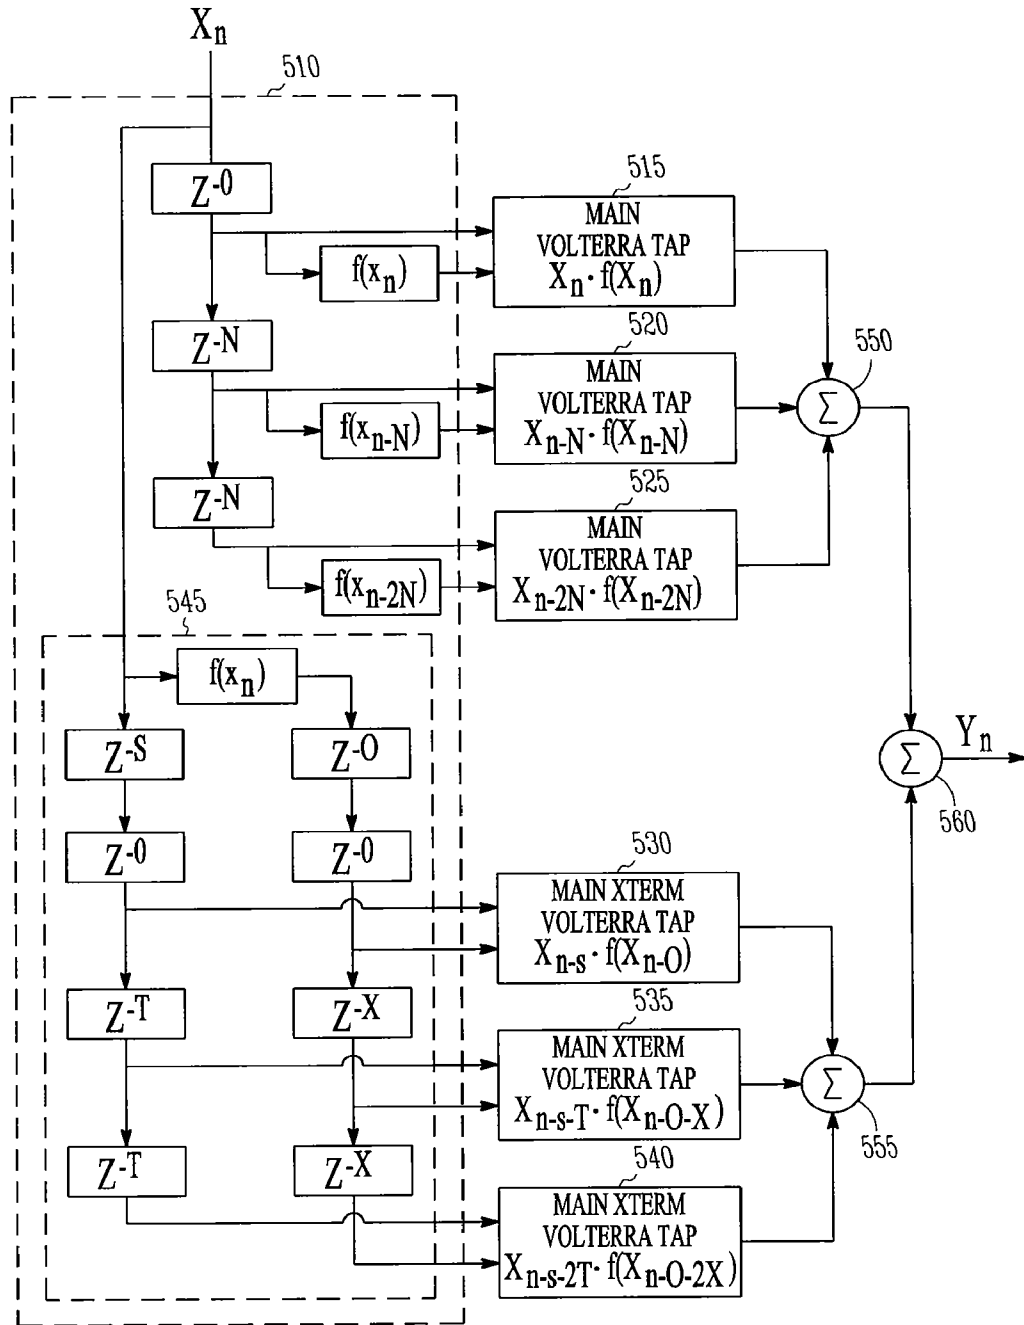 Xn
510
Z-0
515
MAIN
VOLTERRA TAP
Xn · f(Xn)
f(xn)
Z-N
520
MAIN
VOLTERRA TAP
Xn-N · f(Xn-N)
f(xn-N)
550
Σ
Z-N
525
MAIN
VOLTERRA TAP
Xn-2N · f(Xn-2N)
f(xn-2N)
545
f(xn)
Z-S
Z-O
Σ
Yn
560
Z-0
Z-0
530
MAIN XTERM
VOLTERRA TAP
Xn-s · f(Xn-O)
Z-T
Z-X
535
MAIN XTERM
VOLTERRA TAP
Xn-s-T · f(Xn-O-X)
Σ
555
Z-T
Z-X
540
MAIN XTERM
VOLTERRA TAP
Xn-s-2T · f(Xn-O-2X)